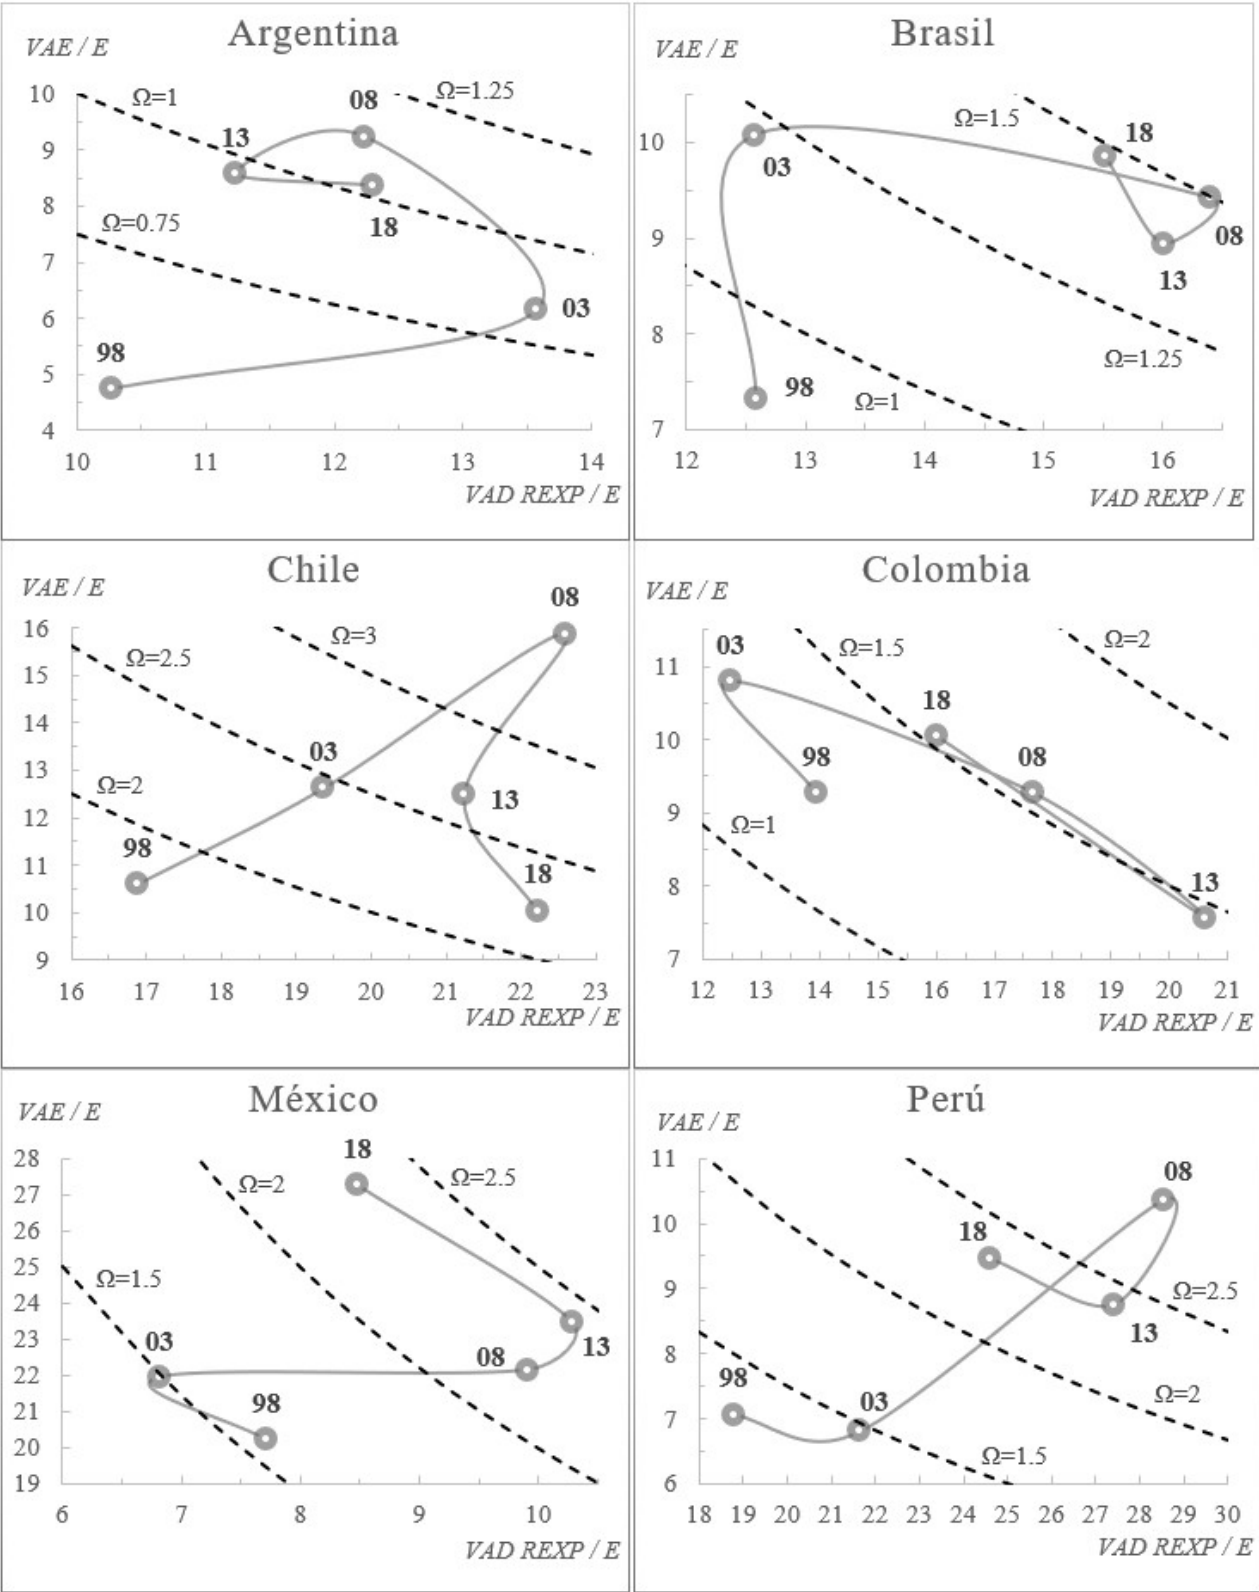 Argentina
VAE / E
Ω=1
08
Ω=1.25
13
18
Ω=0.75
03
98
10
9
8
7
6
5
4
10 11 12 13 14
VAD REXP / E
Brasil
VAE / E
Ω=1.5
18
03
08
13
Ω=1.25
98
Ω=1
10
9
8
7
12 13 14 15 16
VAD REXP / E
Chile
VAE / E
08
Ω=3
Ω=2.5
03
Ω=2
13
98
18
16
15
14
13
12
11
10
9
16 17 18 19 20 21 22 23
VAD REXP / E
Colombia
VAE / E
03
Ω=1.5
Ω=2
18
98
08
Ω=1
13
11
10
9
8
7
12 13 14 15 16 17 18 19 20 21
VAD REXP / E
México
VAE / E
18
Ω=2
Ω=2.5
Ω=1.5
03
08
13
98
28
27
26
25
24
23
22
21
20
19
6 7 8 9 10
VAD REXP / E
Perú
VAE / E
08
18
Ω=2.5
13
98
03
Ω=2
Ω=1.5
11
10
9
8
7
6
18 19 20 21 22 23 24 25 26 27 28 29 30
VAD REXP / E